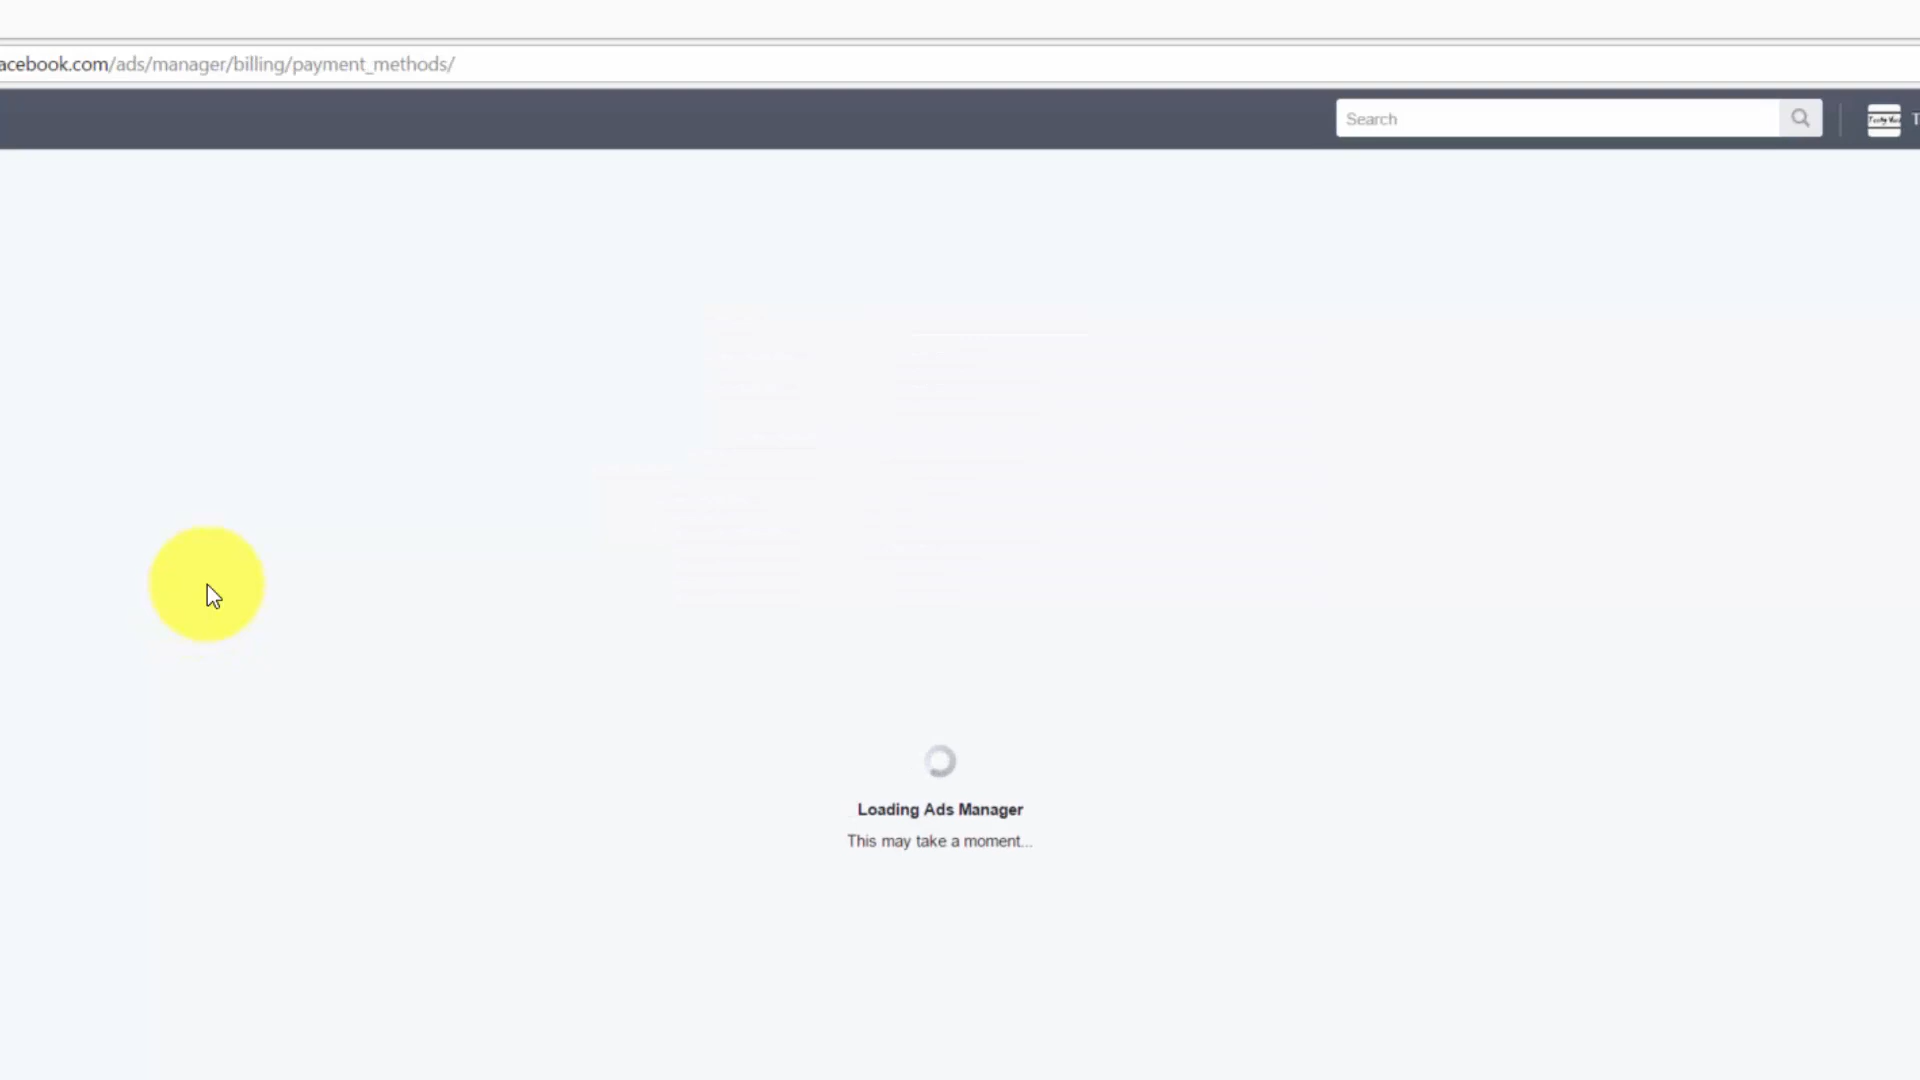 acebook.com/ads/manager/billing/payment_methods/
Search
T
Loading Ads Manager
This may take a moment...